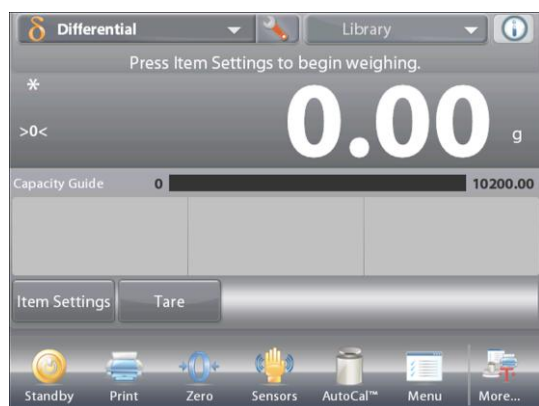 δ Differential Library
Press Item Settings to begin weighing.
*
0.00
>0< g
Capacity Guide 0 10200.00
Item Settings Tare
Standby Print Zero Sensors AutoCal™ Menu More...